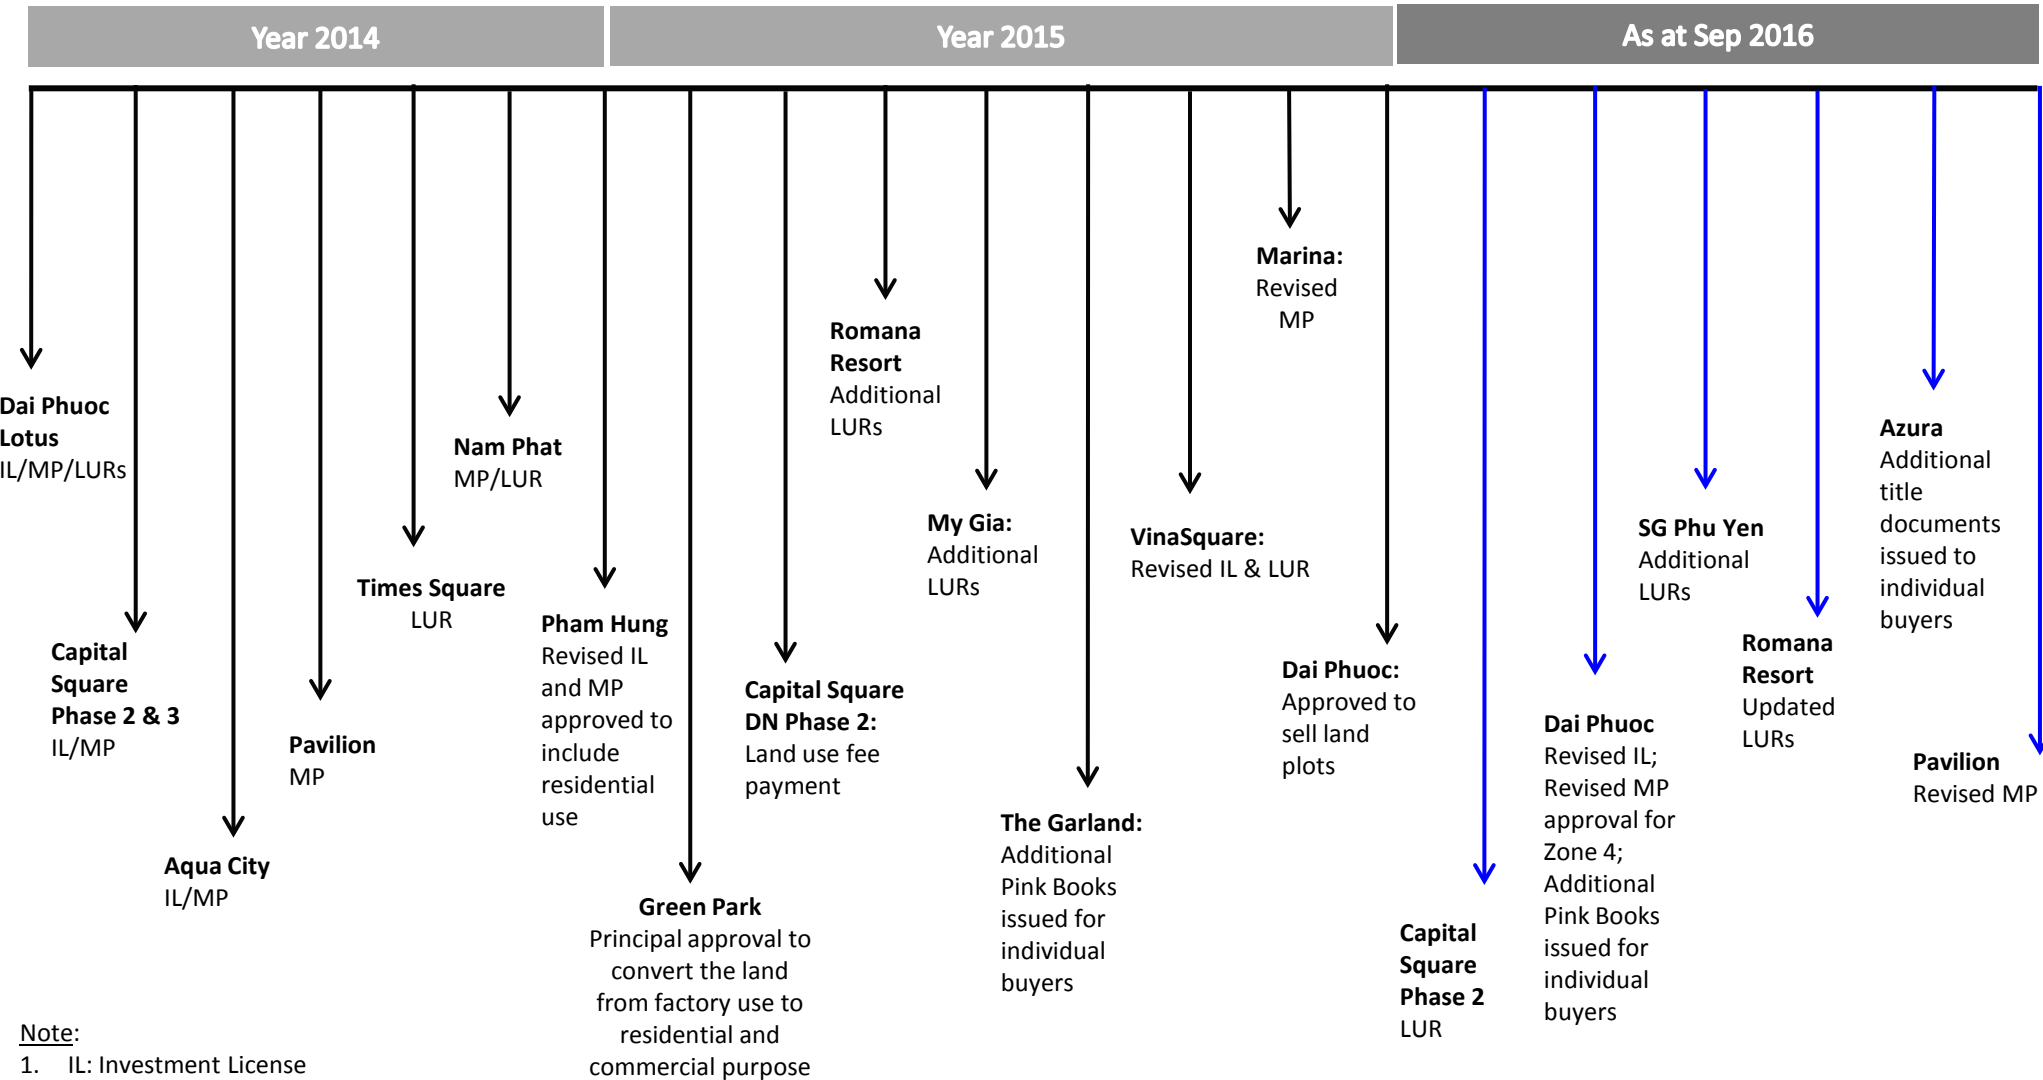 Year 2014
Year 2015
As at Sep 2016
Dai Phuoc
Lotus
IL/MP/LURs
Capital
Square
Phase 2 & 3
IL/MP
Aqua City
IL/MP
Pavilion
MP
Times Square
LUR
Nam Phat
MP/LUR
Pham Hung
Revised IL
and MP
approved to
include
residential
use
Green Park
Principal approval to
convert the land
from factory use to
residential and
commercial purpose
Capital Square
DN Phase 2:
Land use fee
payment
Romana
Resort
Additional
LURs
My Gia:
Additional
LURs
The Garland:
Additional
Pink Books
issued for
individual
buyers
VinaSquare:
Revised IL & LUR
Marina:
Revised
MP
Dai Phuoc:
Approved to
sell land
plots
Capital
Square
Phase 2
LUR
Dai Phuoc
Revised IL;
Revised MP
approval for
Zone 4;
Additional
Pink Books
issued for
individual
buyers
SG Phu Yen
Additional
LURs
Romana
Resort
Updated
LURs
Azura
Additional
title
documents
issued to
individual
buyers
Pavilion
Revised MP
Note:
1. IL: Investment License